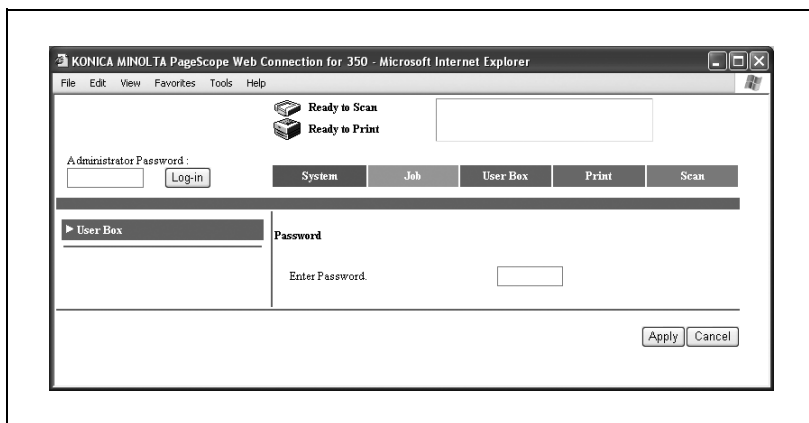 KONICA MINOLTA PageScope Web Connection for 350 - Microsoft Internet Explorer
File Edit View Favorites Tools Help
Ready to Scan
Ready to Print
Administrator Password :
Log-in
System Job User Box Print Scan
User Box
Password
Enter Password.
Apply Cancel